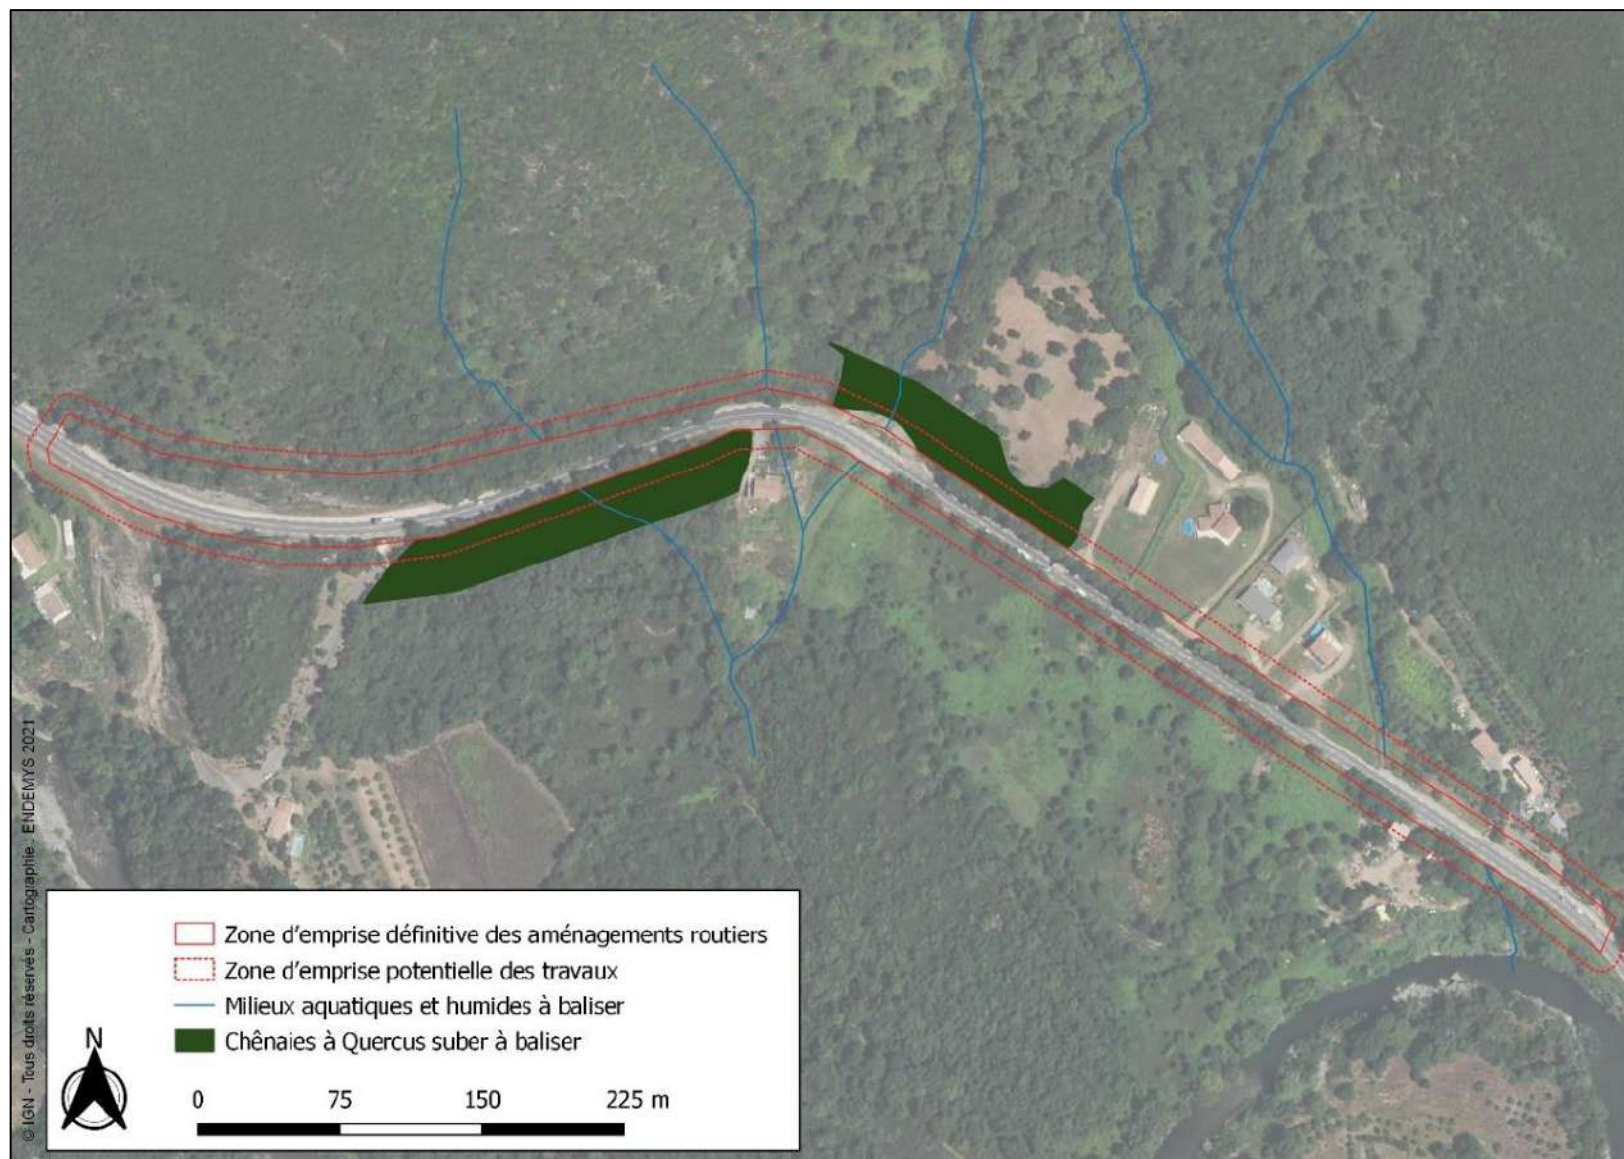 © IGN - Tous droits réservés - Cartographie : ENDEMYS 2021
Zone d'emprise définitive des aménagements routiers
Zone d'emprise potentielle des travaux
Milieux aquatiques et humides à baliser
Chênaies à Quercus suber à baliser
N
0 75 150 225 m